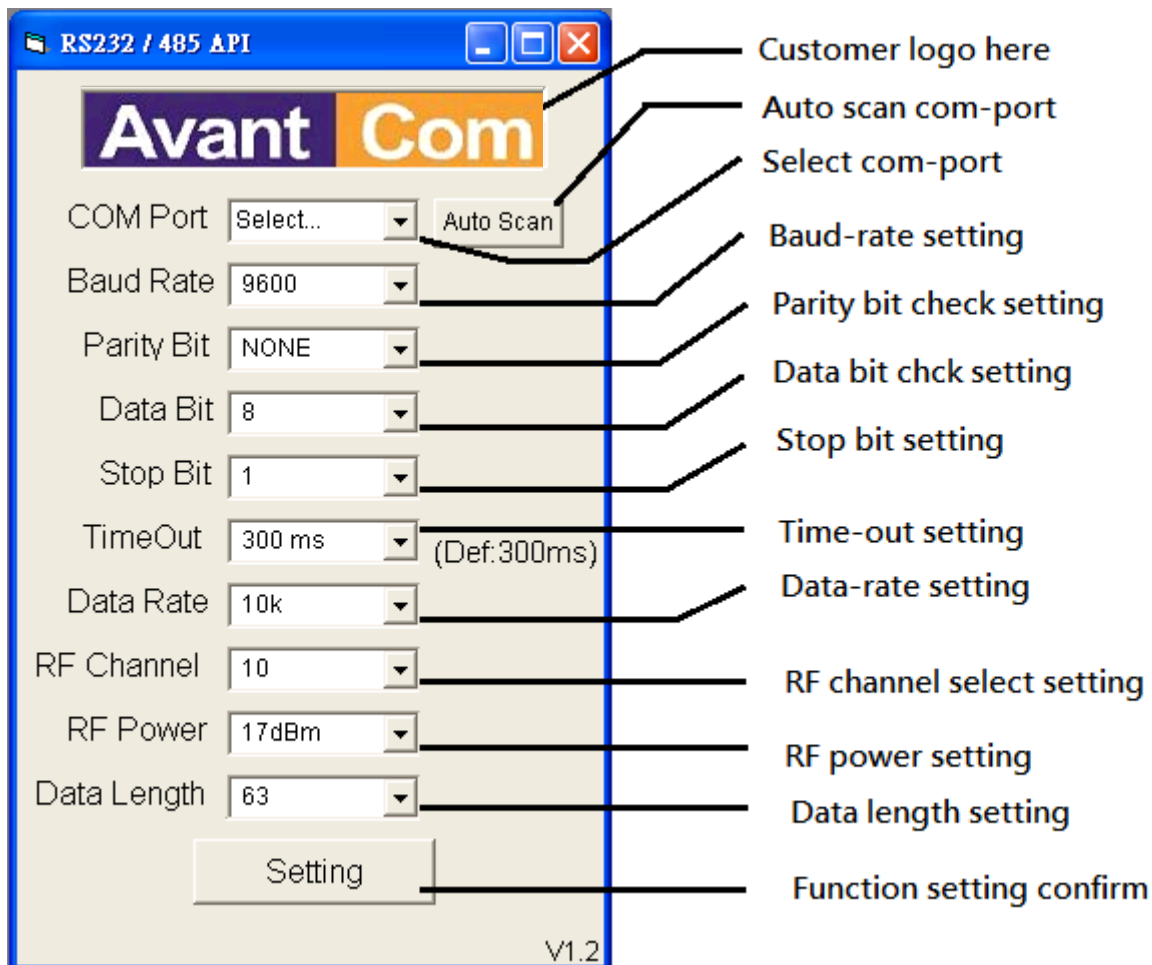 RS232 / 485 API
Customer logo here
Avant Com
Auto scan com-port
Select com-port
COM Port Select... Auto Scan
Baud-rate setting
Baud Rate 9600
Parity bit check setting
Parity Bit NONE
Data bit chck setting
Data Bit 8
Stop bit setting
Stop Bit 1
TimeOut 300 ms (Def:300ms)
Time-out setting
Data Rate 10k
Data-rate setting
RF Channel 10
RF channel select setting
RF Power 17dBm
RF power setting
Data Length 63
Data length setting
Setting
Function setting confirm
V1.2